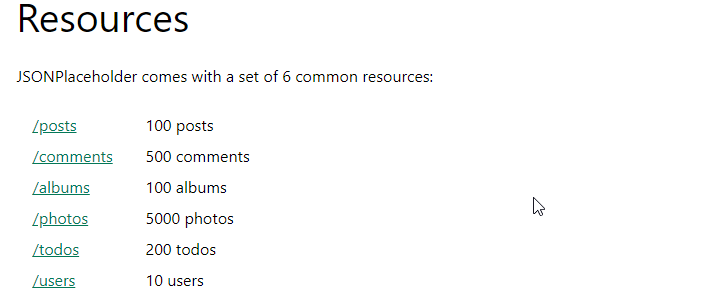 Resources
JSONPlaceholder comes with a set of 6 common resources:
/posts 100 posts
/comments 500 comments
/albums 100 albums
/photos 5000 photos
/todos 200 todos
/users 10 users